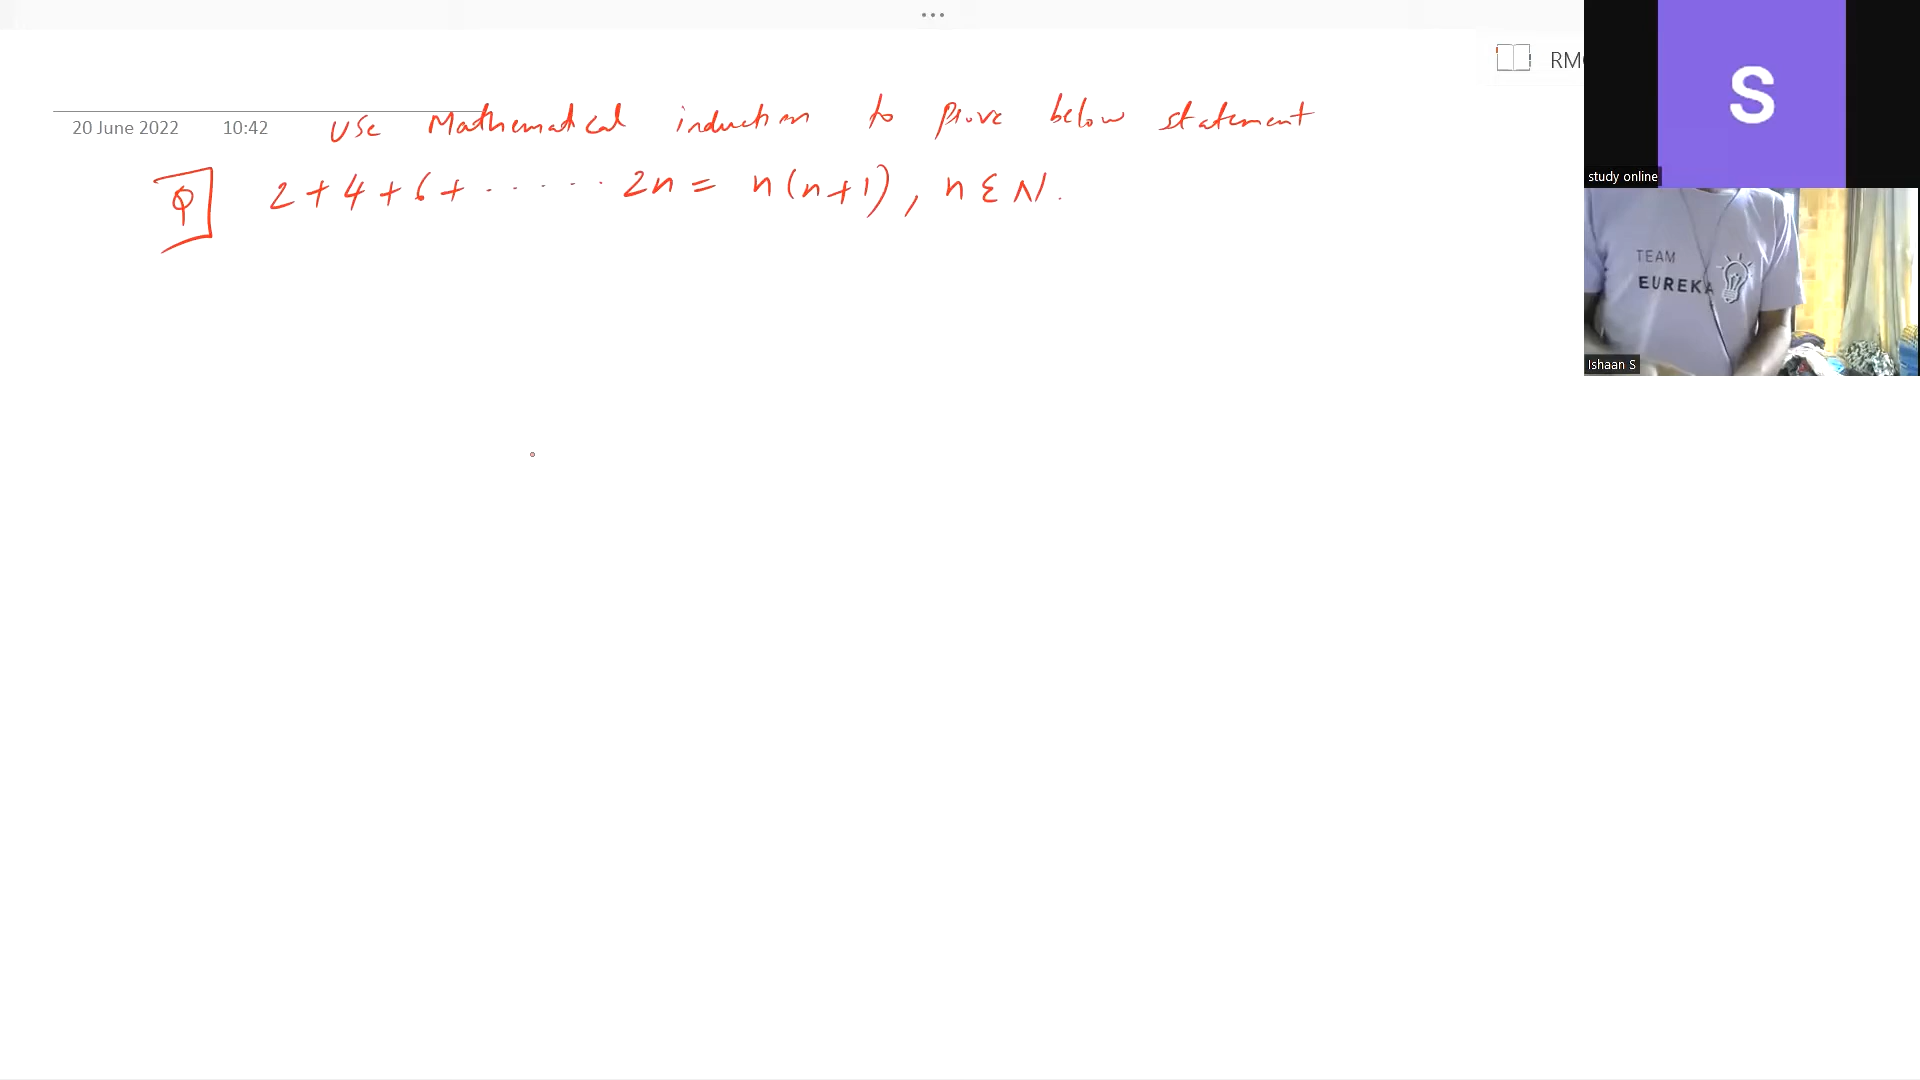 ...
RM
20 June 2022 10:42
Use Mathematical induction to prove below statement
Q 2+4+6+ ...... 2n = n(n+1), n ε N.
S
study online
TEAM
EUREKA
Ishaan S